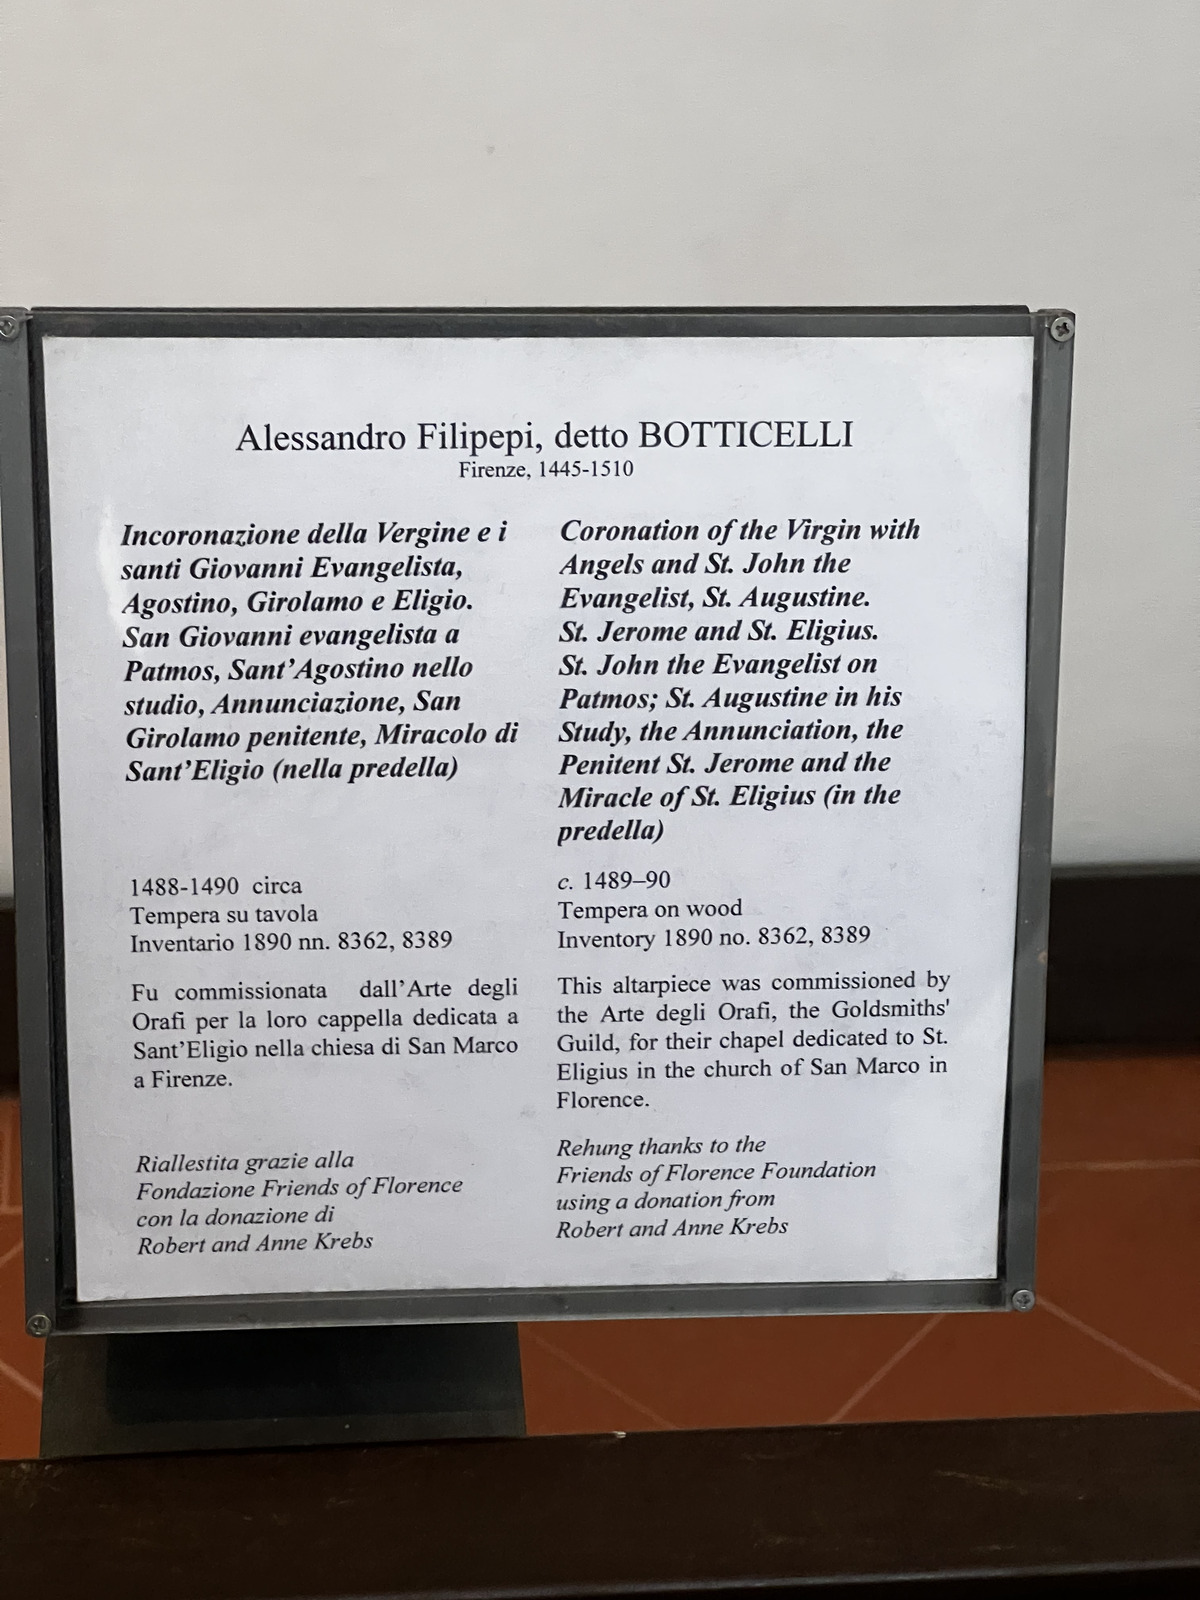 Alessandro Filipepi, detto BOTTICELLI
Firenze, 1445-1510
Incoronazione della Vergine e i
santi Giovanni Evangelista,
Agostino, Girolamo e Eligio.
San Giovanni evangelista a
Patmos, Sant'Agostino nello
studio, Annunciazione, San
Girolamo penitente, Miracolo di
Sant'Eligio (nella predella)
1488-1490 circa
Tempera su tavola
Inventario 1890 nn. 8362, 8389
Fu commissionata dall'Arte degli
Orafi per la loro cappella dedicata a
Sant'Eligio nella chiesa di San Marco
a Firenze.
Riallestita grazie alla
Fondazione Friends of Florence
con la donazione di
Robert and Anne Krebs
Coronation of the Virgin with
Angels and St. John the
Evangelist, St. Augustine.
St. Jerome and St. Eligius.
St. John the Evangelist on
Patmos; St. Augustine in his
Study, the Annunciation, the
Penitent St. Jerome and the
Miracle of St. Eligius (in the
predella)
c. 1489–90
Tempera on wood
Inventory 1890 no. 8362, 8389
This altarpiece was commissioned by
the Arte degli Orafi, the Goldsmiths'
Guild, for their chapel dedicated to St.
Eligius in the church of San Marco in
Florence.
Rehung thanks to the
Friends of Florence Foundation
using a donation from
Robert and Anne Krebs